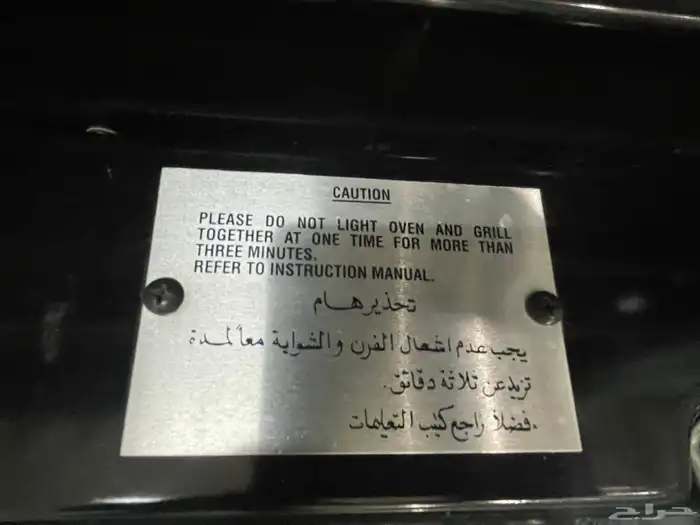 CAUTION
PLEASE DO NOT LIGHT OVEN AND GRILL
TOGETHER AT ONE TIME FOR MORE THAN
THREE MINUTES.
REFER TO INSTRUCTION MANUAL.
تحذير هام
يجب عدم اشعال الفرن والشواية معاً لمدة
تزيد عن ثلاثة دقائق.
فضلاً راجع كتيب التعليمات.
حراج